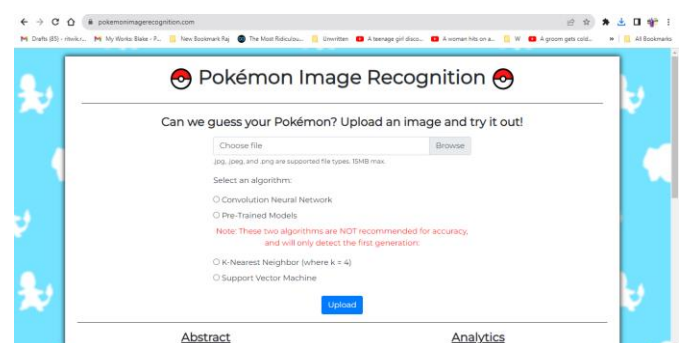 pokemonimagerecognition.com
Drafts (85) - ritwik.r... My Works Blake - P... New Bookmark Raj The Most Ridiculou... Unwritten A teenage girl disco... A woman hits on a... W A groom gets cold... » All Bookmarks
Pokémon Image Recognition
Can we guess your Pokémon? Upload an image and try it out!
Choose file Browse
.jpg, .jpeg, and .png are supported file types. 15MB max.
Select an algorithm:
Convolution Neural Network
Pre-Trained Models
Note: These two algorithms are NOT recommended for accuracy,
and will only detect the first generation:
K-Nearest Neighbor (where k = 4)
Support Vector Machine
Upload
Abstract Analytics